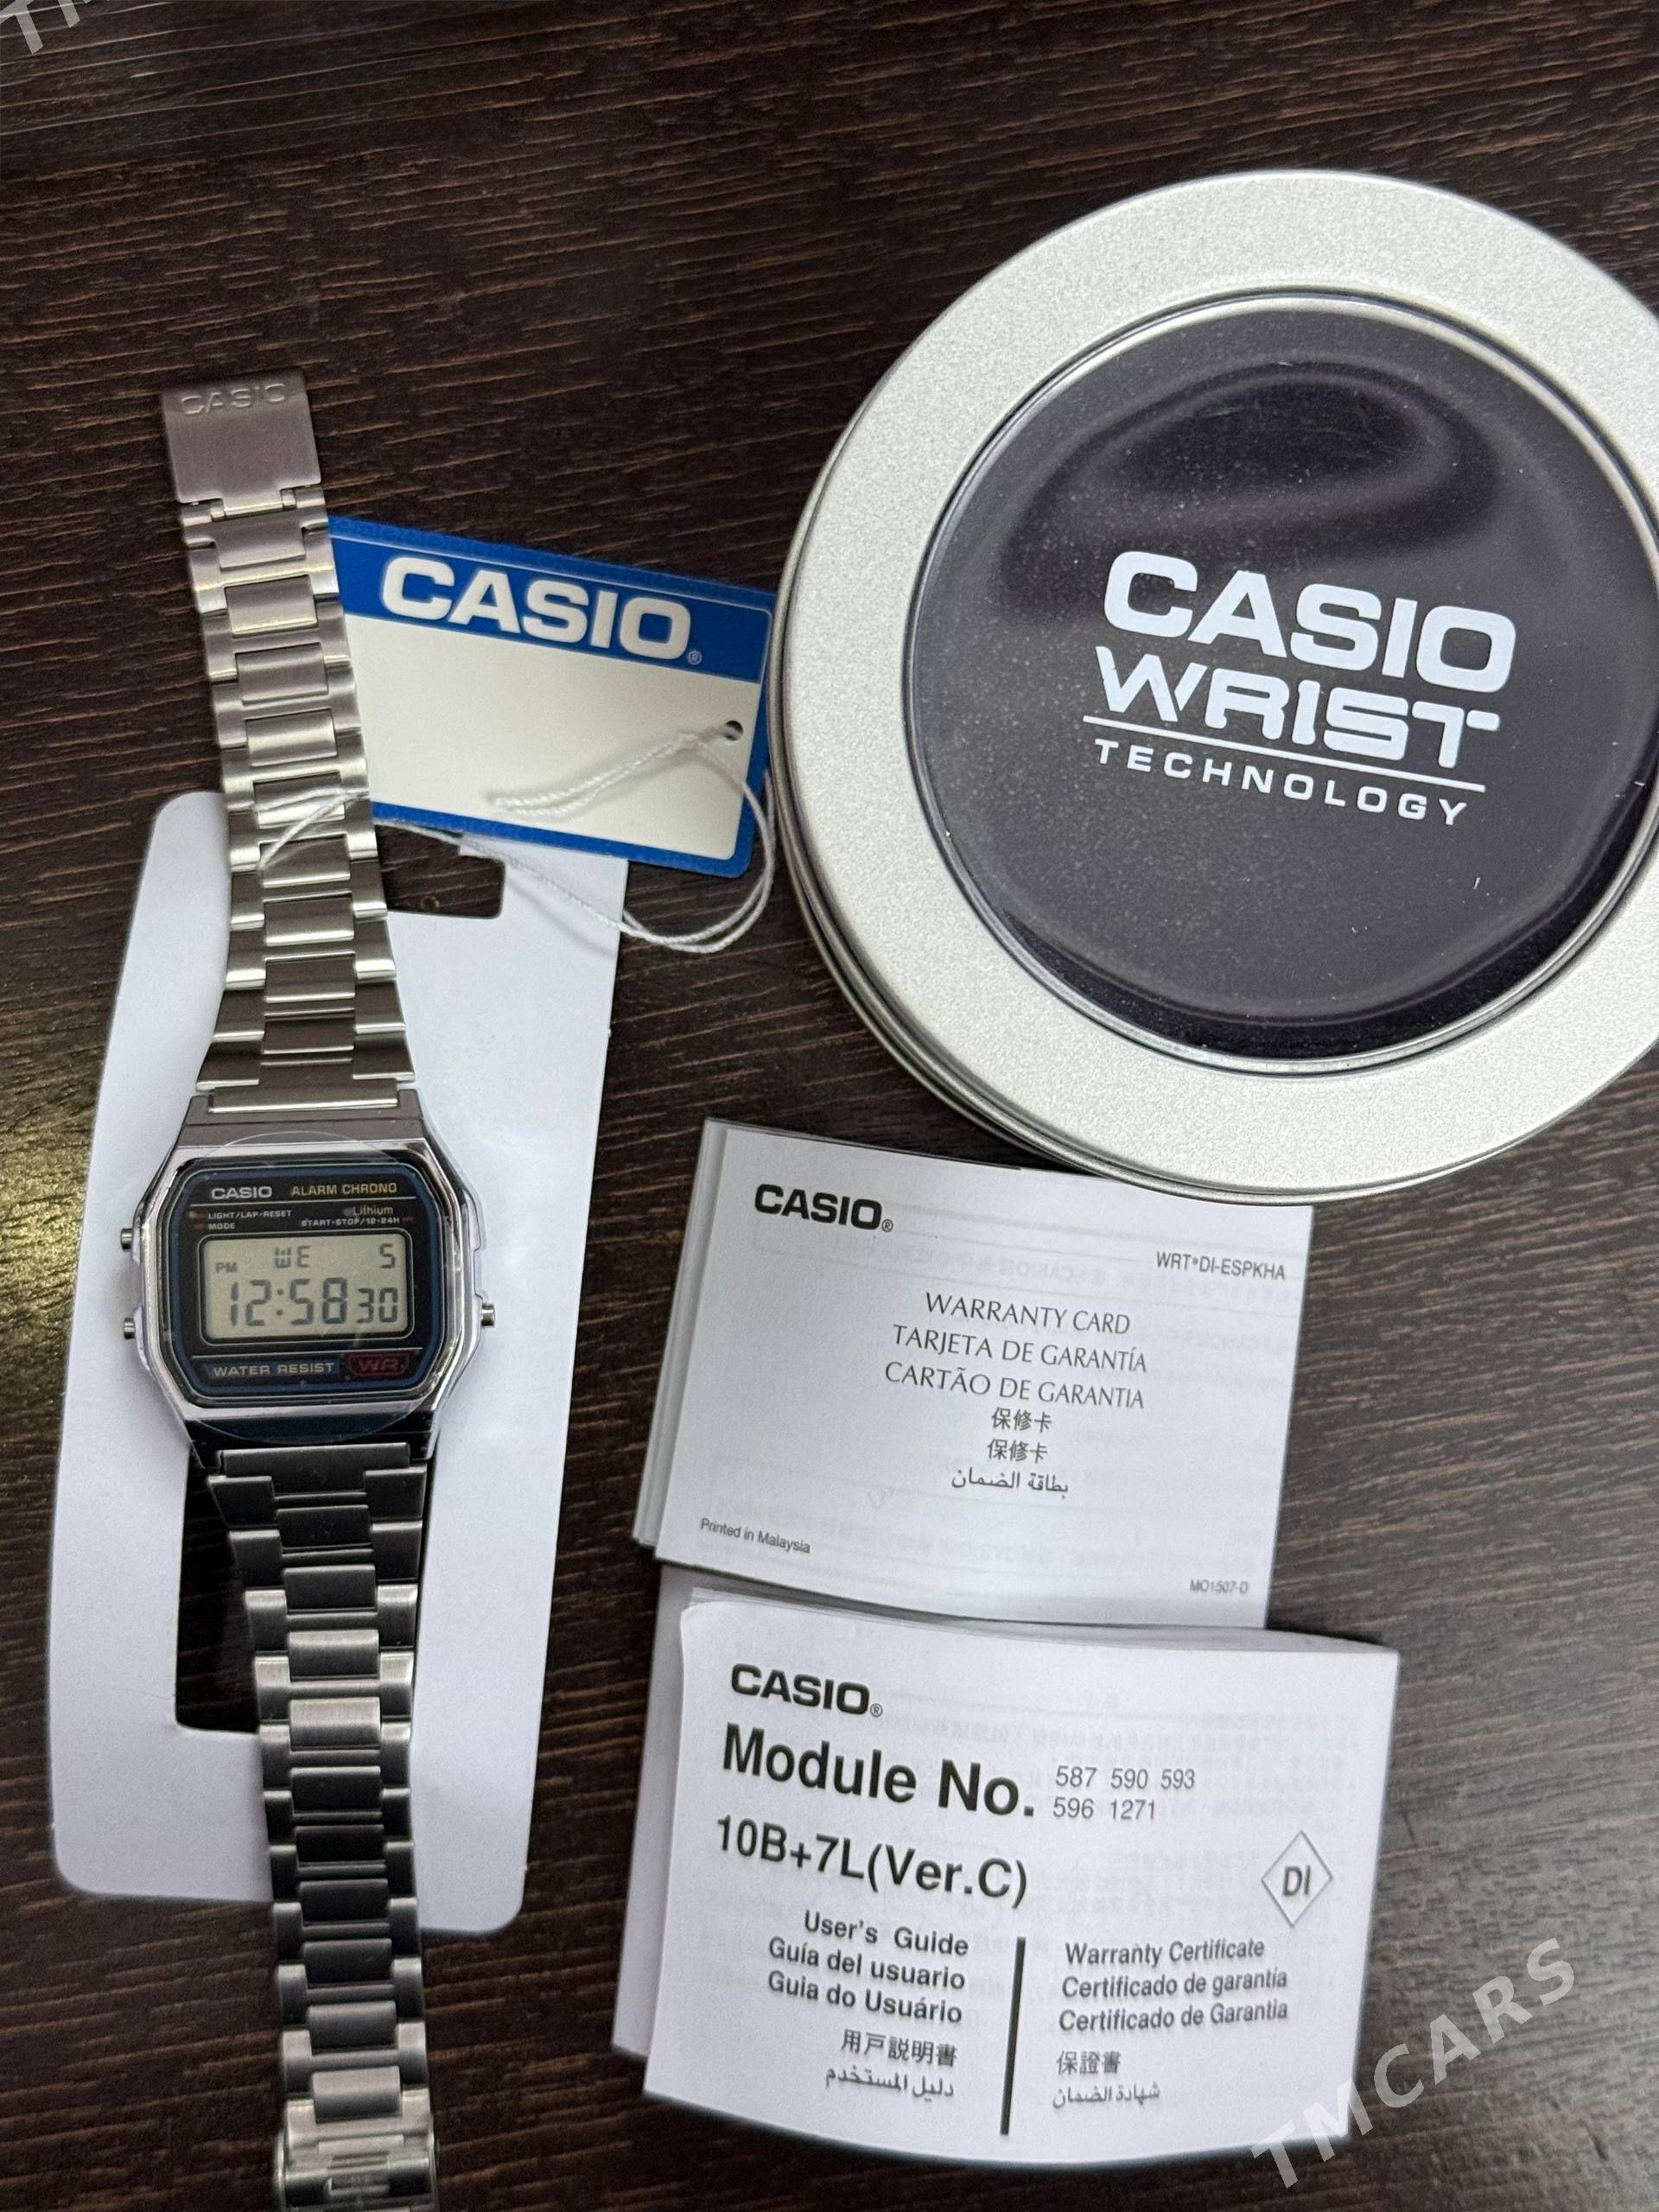 CASIO
CASIO®
CASIO
WRIST
TECHNOLOGY
CASIO ALARM CHRONO
LIGHT/LAP-RESET Lithium
MODE START-STOP/12-24H
PM WE 5
12:58 30
WATER RESIST WR
CASIO®
WRT*DI-ESPKHA
WARRANTY CARD
TARJETA DE GARANTÍA
CARTÃO DE GARANTIA
保修卡
保修卡
بطاقة الضمان
Printed in Malaysia
MO1507-D
CASIO®
Module No. 587 590 593
596 1271
10B+7L(Ver.C)
DI
User's Guide
Guía del usuario
Guia do Usuário
用戸説明書
دليل المستخدم
Warranty Certificate
Certificado de garantía
Certificado de Garantia
保證書
شهادة الضمان
TMCARS